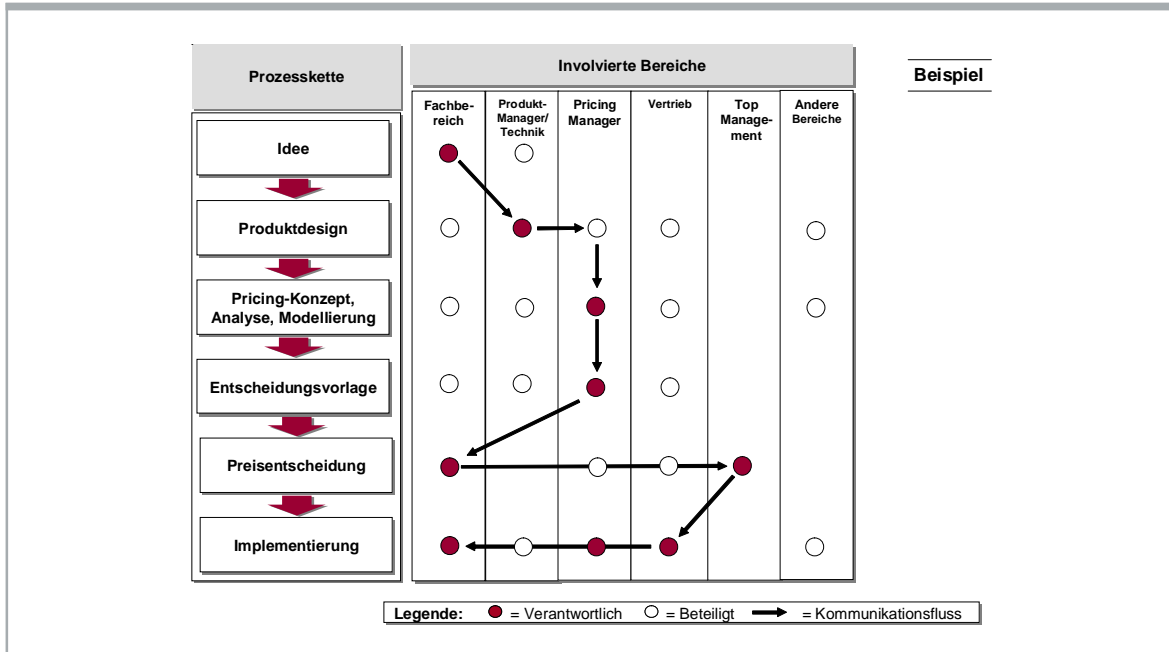 Prozesskette
Involvierte Bereiche
Beispiel
Fachbe-
reich
Produkt-
Manager/
Technik
Pricing
Manager
Vertrieb
Top
Manage-
ment
Andere
Bereiche
Idee
Produktdesign
Pricing-Konzept,
Analyse, Modellierung
Entscheidungsvorlage
Preisentscheidung
Implementierung
Legende: = Verantwortlich = Beteiligt = Kommunikationsfluss